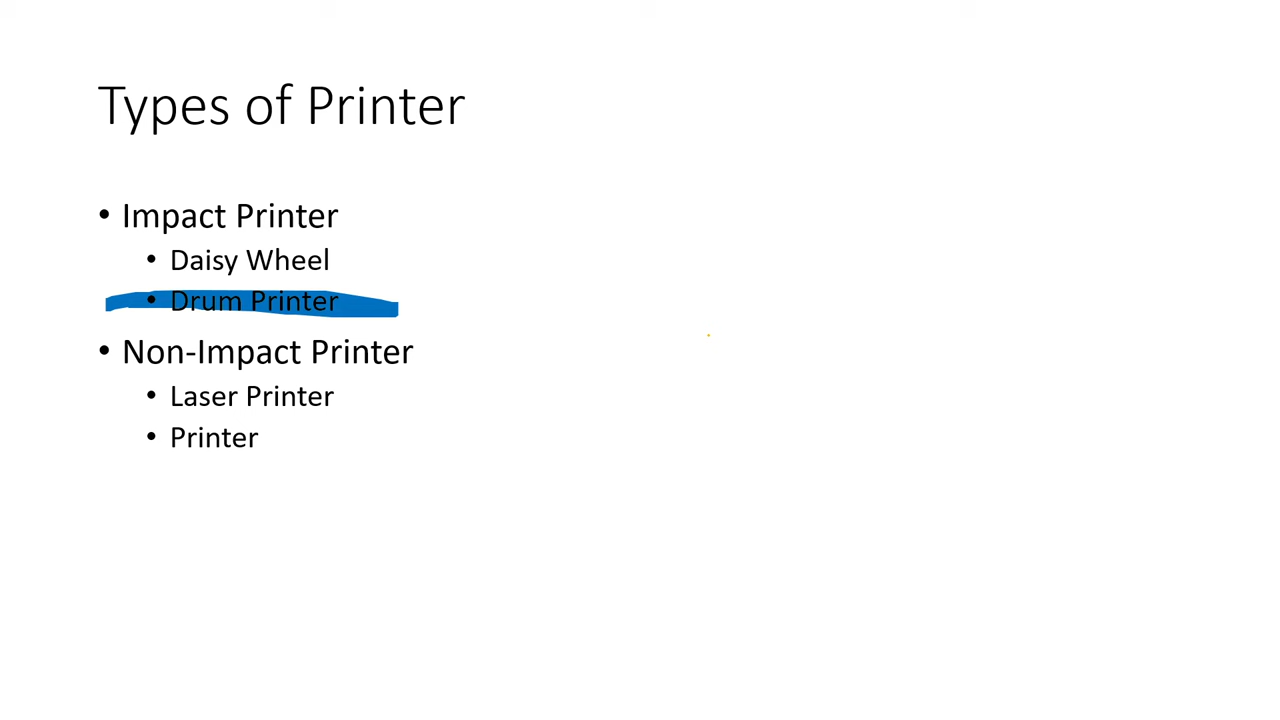 Types of Printer
• Impact Printer
• Daisy Wheel
• Drum Printer
• Non-Impact Printer
• Laser Printer
• Printer